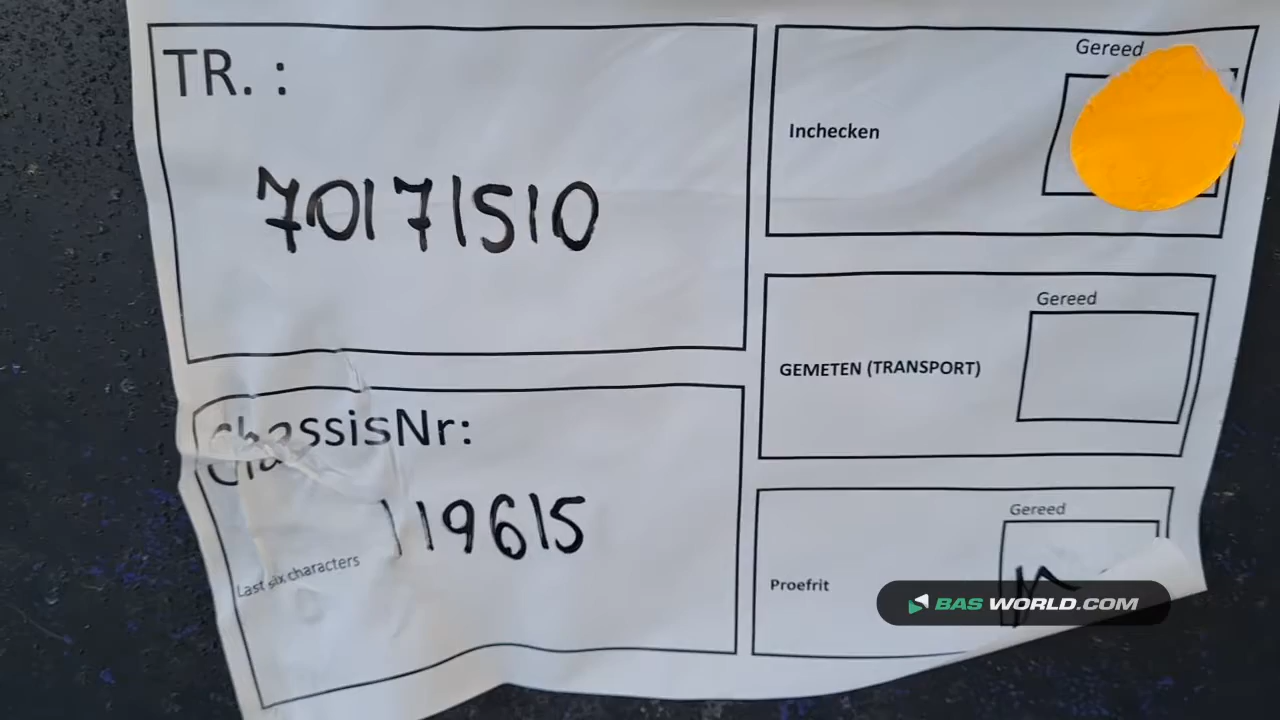 TR. :
70171510
ChassisNr:
119615
Last six characters
Gereed
Inchecken
Gereed
GEMETEN (TRANSPORT)
Gereed
Proefrit
BAS WORLD.COM